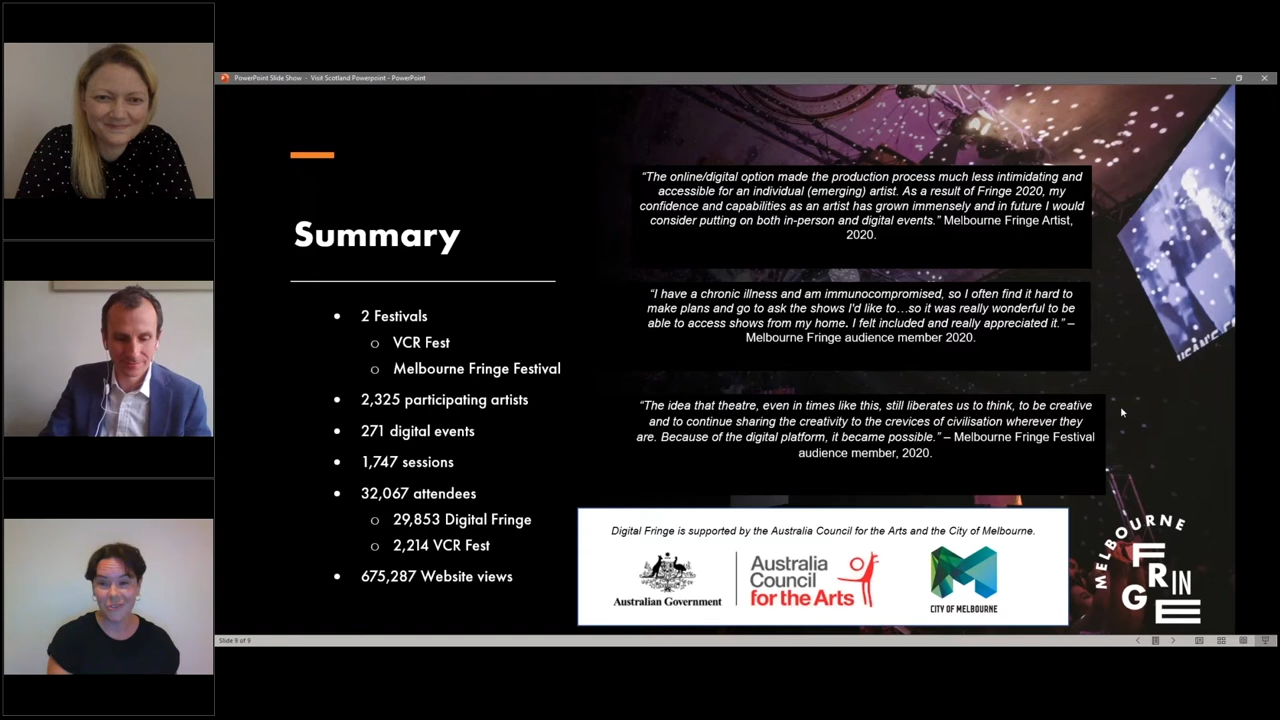 PowerPoint Slide Show - Visit Scotland Powerpoint - PowerPoint
Summary
• 2 Festivals
o VCR Fest
o Melbourne Fringe Festival
• 2,325 participating artists
• 271 digital events
• 1,747 sessions
• 32,067 attendees
o 29,853 Digital Fringe
o 2,214 VCR Fest
• 675,287 Website views
“The online/digital option made the production process much less intimidating and
accessible for an individual (emerging) artist. As a result of Fringe 2020, my
confidence and capabilities as an artist has grown immensely and in future I would
consider putting on both in-person and digital events.” Melbourne Fringe Artist,
2020.
“I have a chronic illness and am immunocompromised, so I often find it hard to
make plans and go to ask the shows I’d like to…so it was really wonderful to be
able to access shows from my home. I felt included and really appreciated it.” –
Melbourne Fringe audience member 2020.
“The idea that theatre, even in times like this, still liberates us to think, to be creative
and to continue sharing the creativity to the crevices of civilisation wherever they
are. Because of the digital platform, it became possible.” – Melbourne Fringe Festival
audience member, 2020.
Digital Fringe is supported by the Australia Council for the Arts and the City of Melbourne.
Australian Government
Australia
Council
for the Arts
CITY OF MELBOURNE
MELBOURNE
FRINGE
Slide 9 of 9